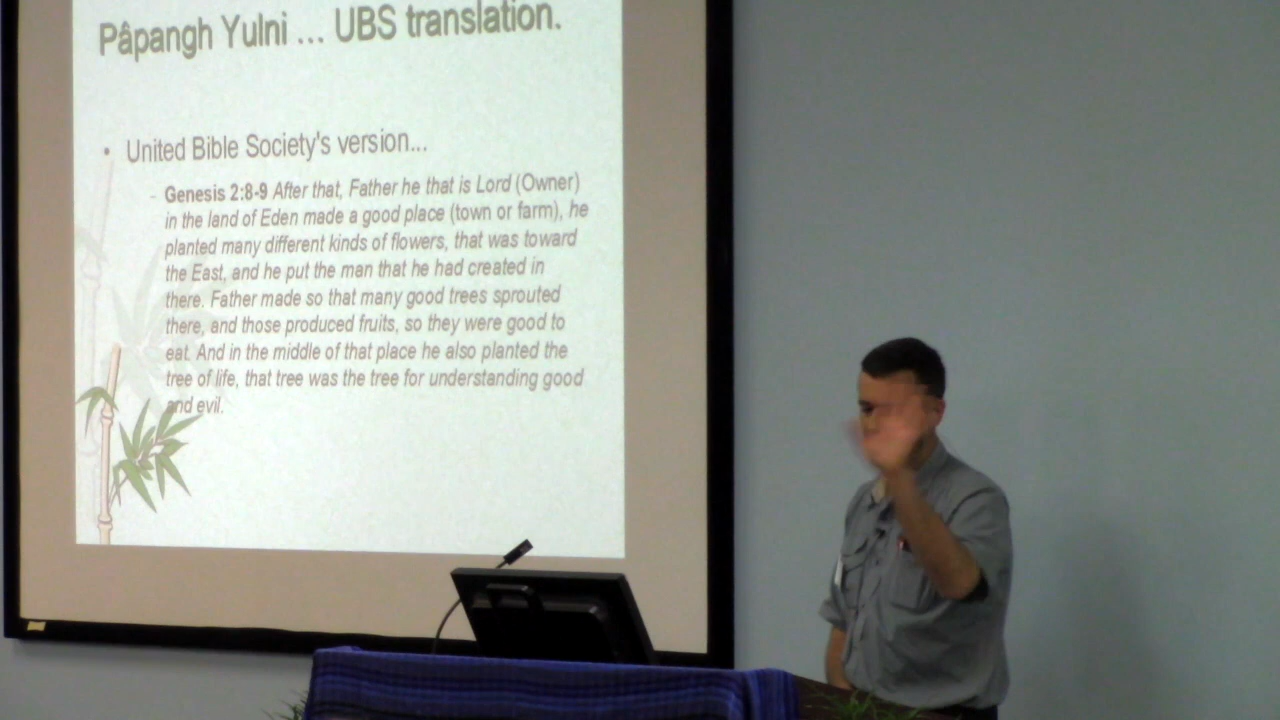 Pâpangh Yulni ... UBS translation.
• United Bible Society's version...
- Genesis 2:8-9 After that, Father he that is Lord (Owner)
in the land of Eden made a good place (town or farm), he
planted many different kinds of flowers, that was toward
the East, and he put the man that he had created in
there. Father made so that many good trees sprouted
there, and those produced fruits, so they were good to
eat. And in the middle of that place he also planted the
tree of life, that tree was the tree for understanding good
and evil.